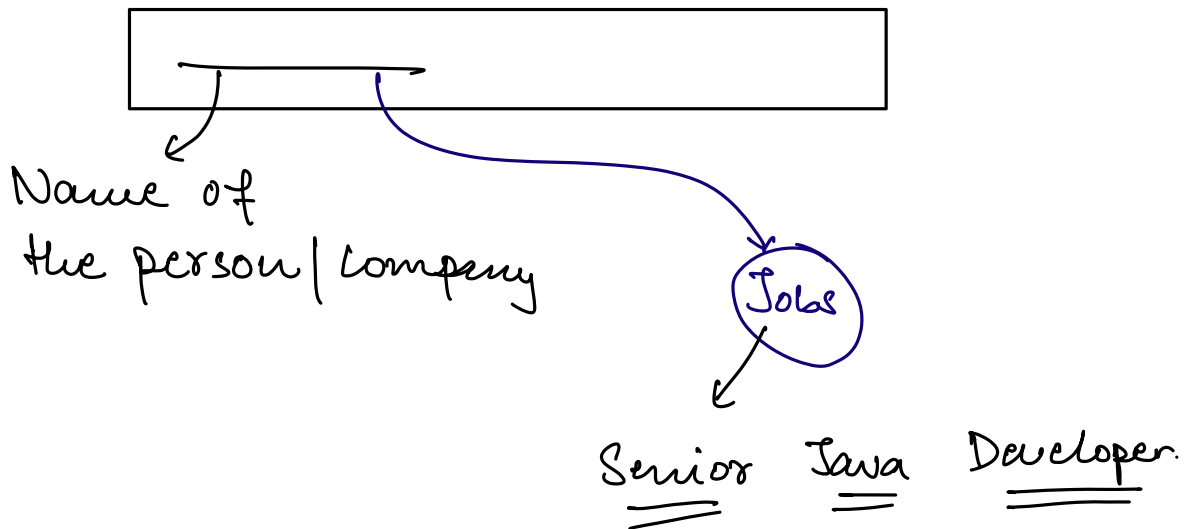 Name of
the person/company
Jobs
Senior Java Developer.